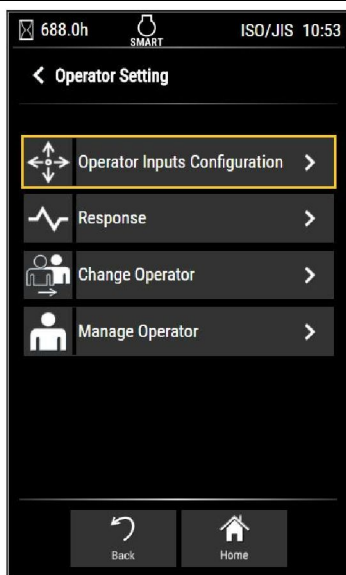 688.0h SMART ISO/JIS 10:53
Operator Setting
Operator Inputs Configuration
Response
Change Operator
Manage Operator
Back Home